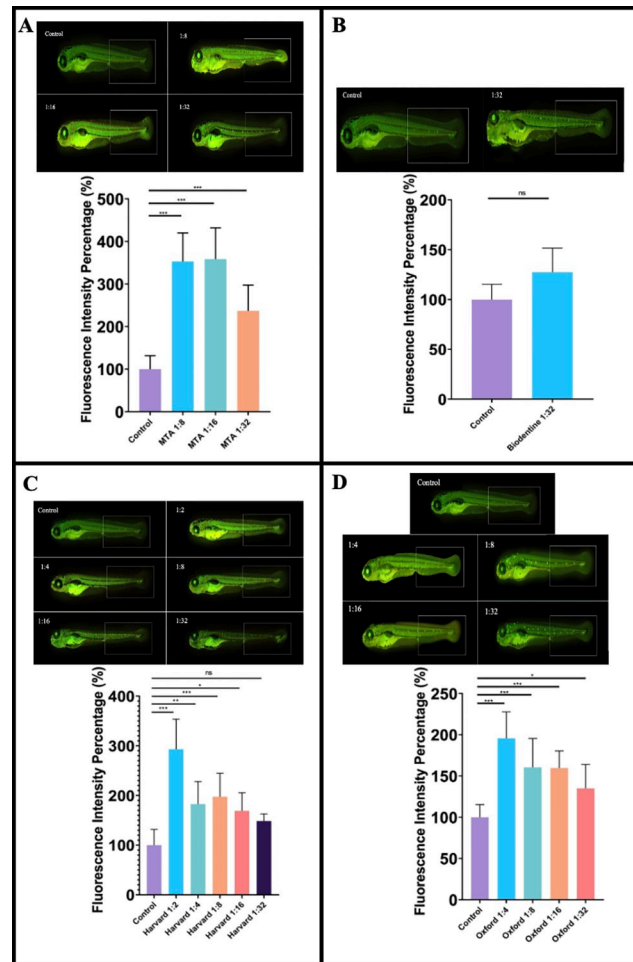 A
Control
1:8
1:16
1:32
***
***
***
Fluorescence Intensity Percentage (%)
500
400
300
200
100
0
Control
MTA 1:8
MTA 1:16
MTA 1:32
B
Control
1:32
ns
Fluorescence Intensity Percentage (%)
200
150
100
50
0
Control
Biodentine 1:32
C
Control
1:2
1:4
1:8
1:16
1:32
ns
*
***
**
***
Fluorescence Intensity Percentage (%)
400
300
200
100
0
Control
Harvard 1:2
Harvard 1:4
Harvard 1:8
Harvard 1:16
Harvard 1:32
D
Control
1:4
1:8
1:16
1:32
*
***
***
***
Fluorescence Intensity Percentage (%)
250
200
150
100
50
0
Control
Oxford 1:4
Oxford 1:8
Oxford 1:16
Oxford 1:32